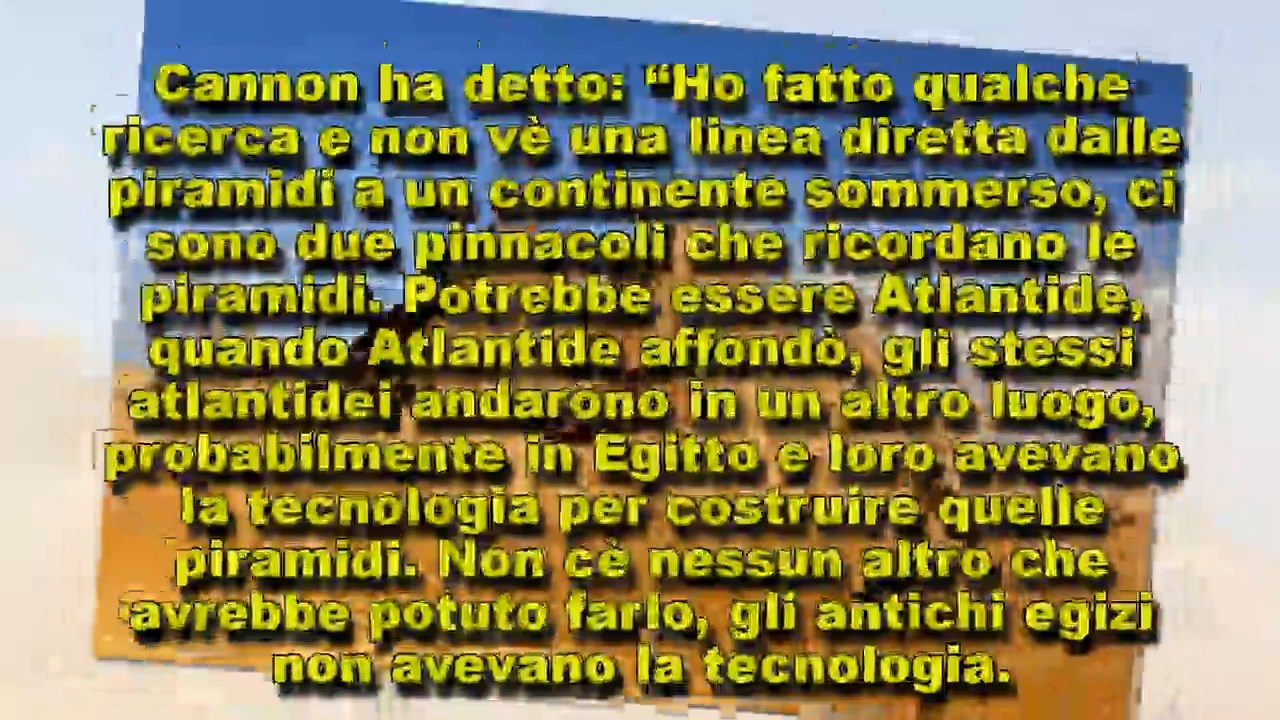 Cannon ha detto: “Ho fatto qualche
ricerca e non vè una linea diretta dalle
piramidi a un continente sommerso, ci
sono due pinnacoli che ricordano le
piramidi. Potrebbe essere Atlantide,
quando Atlantide affondò, gli stessi
atlantidei andarono in un altro luogo,
probabilmente in Egitto e loro avevano
la tecnologia per costruire quelle
piramidi. Non cè nessun altro che
avrebbe potuto farlo, gli antichi egizi
non avevano la tecnologia.